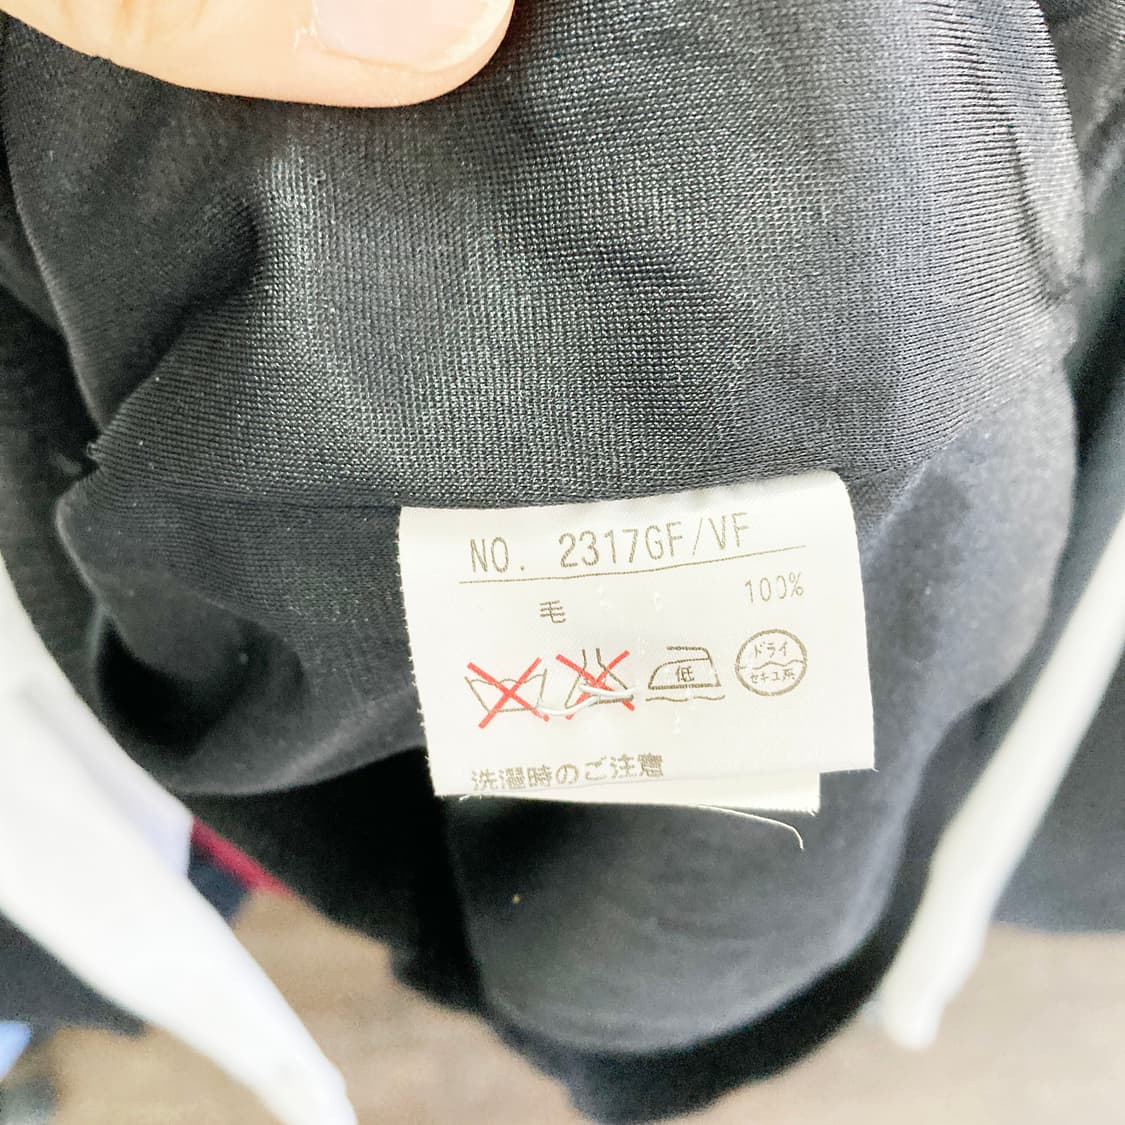 NO. 2317GF/VF
毛 100%
低
ドライ
セキユ系
洗濯時のご注意